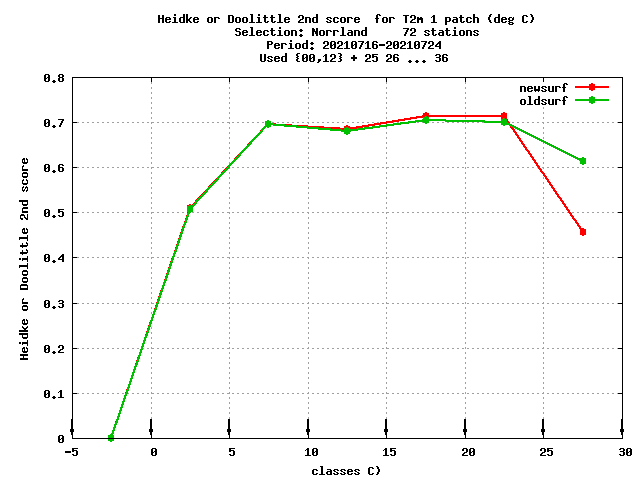 Heidke or Doolittle 2nd score  for T2m 1 patch (deg C)
Selection: Norrland     72 stations
Period: 20210716-20210724
Used {00,12} + 25 26 ... 36
newsurf
oldsurf
Heidke or Doolittle 2nd score
0.8
0.7
0.6
0.5
0.4
0.3
0.2
0.1
0
-5 0 5 10 15 20 25 30
classes C)